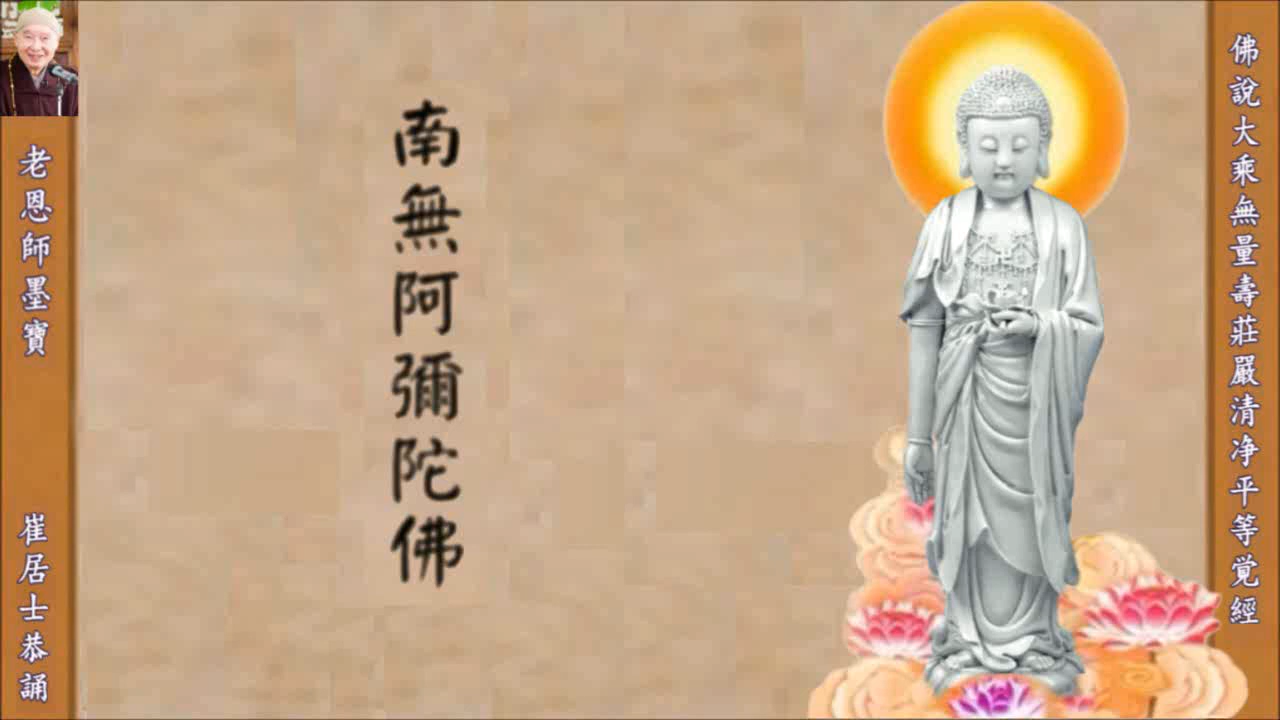 佛說大乘無量壽莊嚴清净平等覚經
南無阿彌陀佛
老恩師墨寶
崔居士恭誦